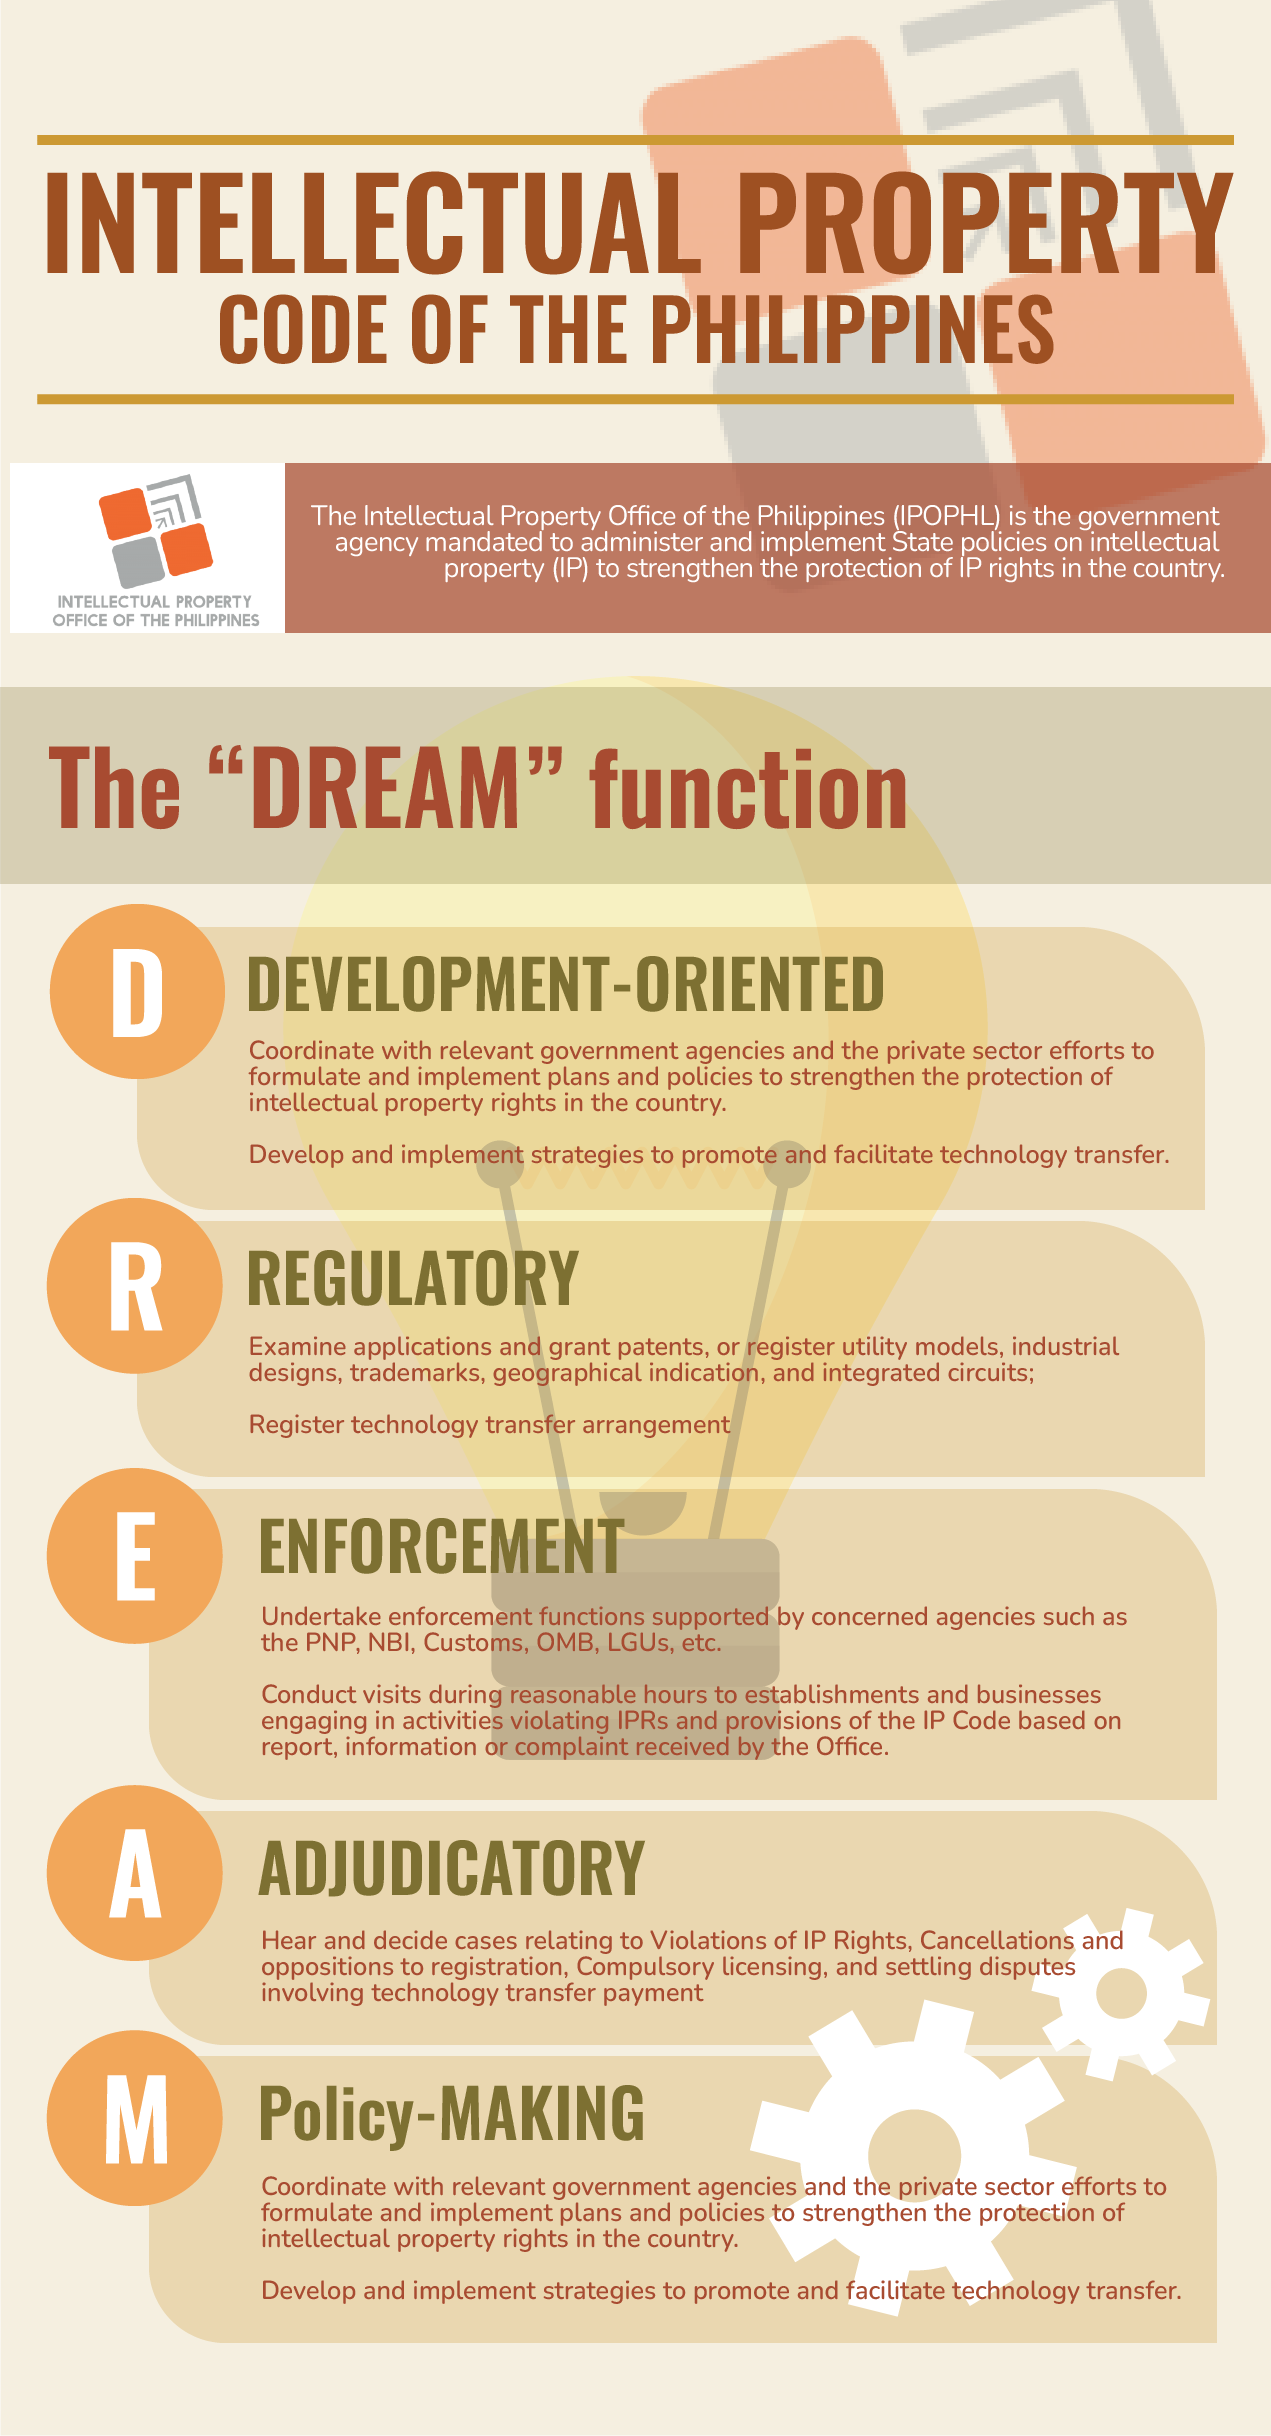 INTELLECTUAL PROPERTY
CODE OF THE PHILIPPINES
INTELLECTUAL PROPERTY
OFFICE OF THE PHILIPPINES
The Intellectual Property Office of the Philippines (IPOPHL) is the government
agency mandated to administer and implement State policies on intellectual
property (IP) to strengthen the protection of IP rights in the country.
The “DREAM” function
D
DEVELOPMENT-ORIENTED
Coordinate with relevant government agencies and the private sector efforts to
formulate and implement plans and policies to strengthen the protection of
intellectual property rights in the country.
Develop and implement strategies to promote and facilitate technology transfer.
R
REGULATORY
Examine applications and grant patents, or register utility models, industrial
designs, trademarks, geographical indication, and integrated circuits;
Register technology transfer arrangement
E
ENFORCEMENT
Undertake enforcement functions supported by concerned agencies such as
the PNP, NBI, Customs, OMB, LGUs, etc.
Conduct visits during reasonable hours to establishments and businesses
engaging in activities violating IPRs and provisions of the IP Code based on
report, information or complaint received by the Office.
A
ADJUDICATORY
Hear and decide cases relating to Violations of IP Rights, Cancellations and
oppositions to registration, Compulsory licensing, and settling disputes
involving technology transfer payment
M
Policy-MAKING
Coordinate with relevant government agencies and the private sector efforts to
formulate and implement plans and policies to strengthen the protection of
intellectual property rights in the country.
Develop and implement strategies to promote and facilitate technology transfer.